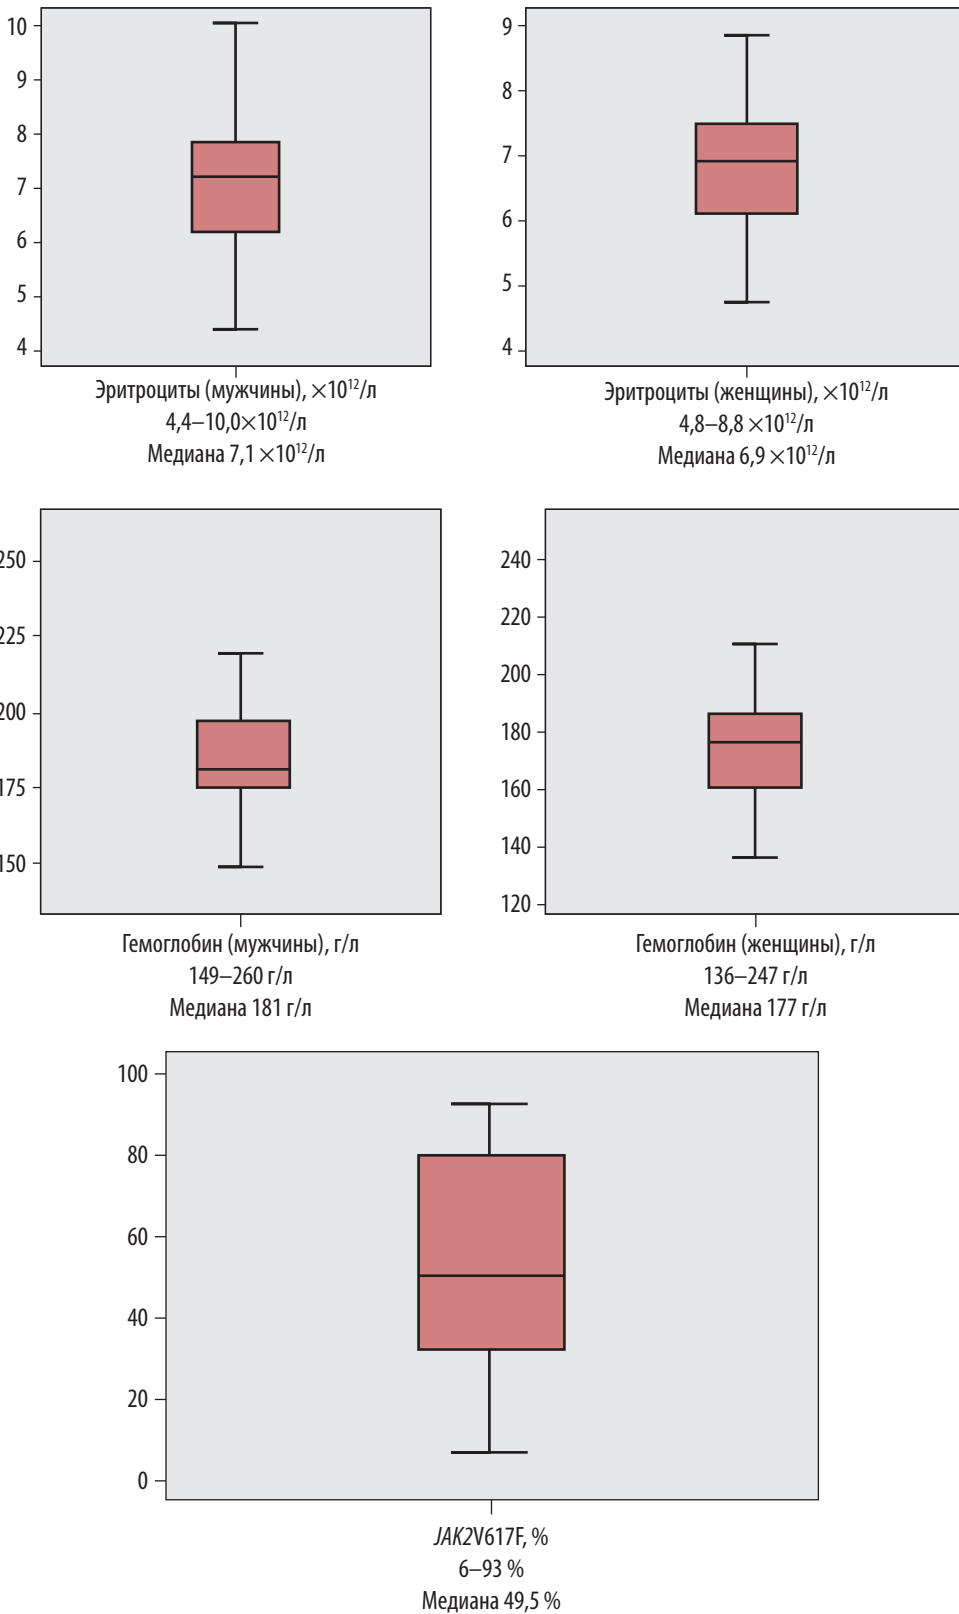 10
9
8
7
6
5
4
Эритроциты (мужчины), ×10¹²/л
4,4–10,0×10¹²/л
Медиана 7,1 ×10¹²/л
9
8
7
6
5
4
Эритроциты (женщины), ×10¹²/л
4,8–8,8 ×10¹²/л
Медиана 6,9 ×10¹²/л
250
225
200
175
150
Гемоглобин (мужчины), г/л
149–260 г/л
Медиана 181 г/л
240
220
200
180
160
140
120
Гемоглобин (женщины), г/л
136–247 г/л
Медиана 177 г/л
100
80
60
40
20
0
JAK2V617F, %
6–93 %
Медиана 49,5 %